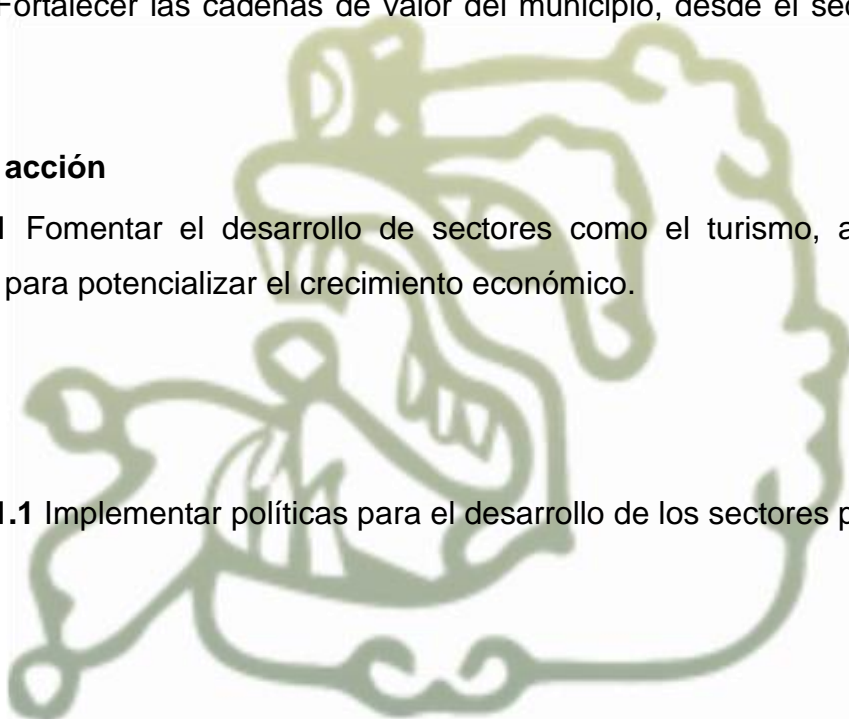 Fortalecer las cadenas de valor del municipio, desde el
acción
Fomentar el desarrollo de sectores como el turismo,
para potencializar el crecimiento económico.
1.1 Implementar políticas para el desarrollo de los sectores